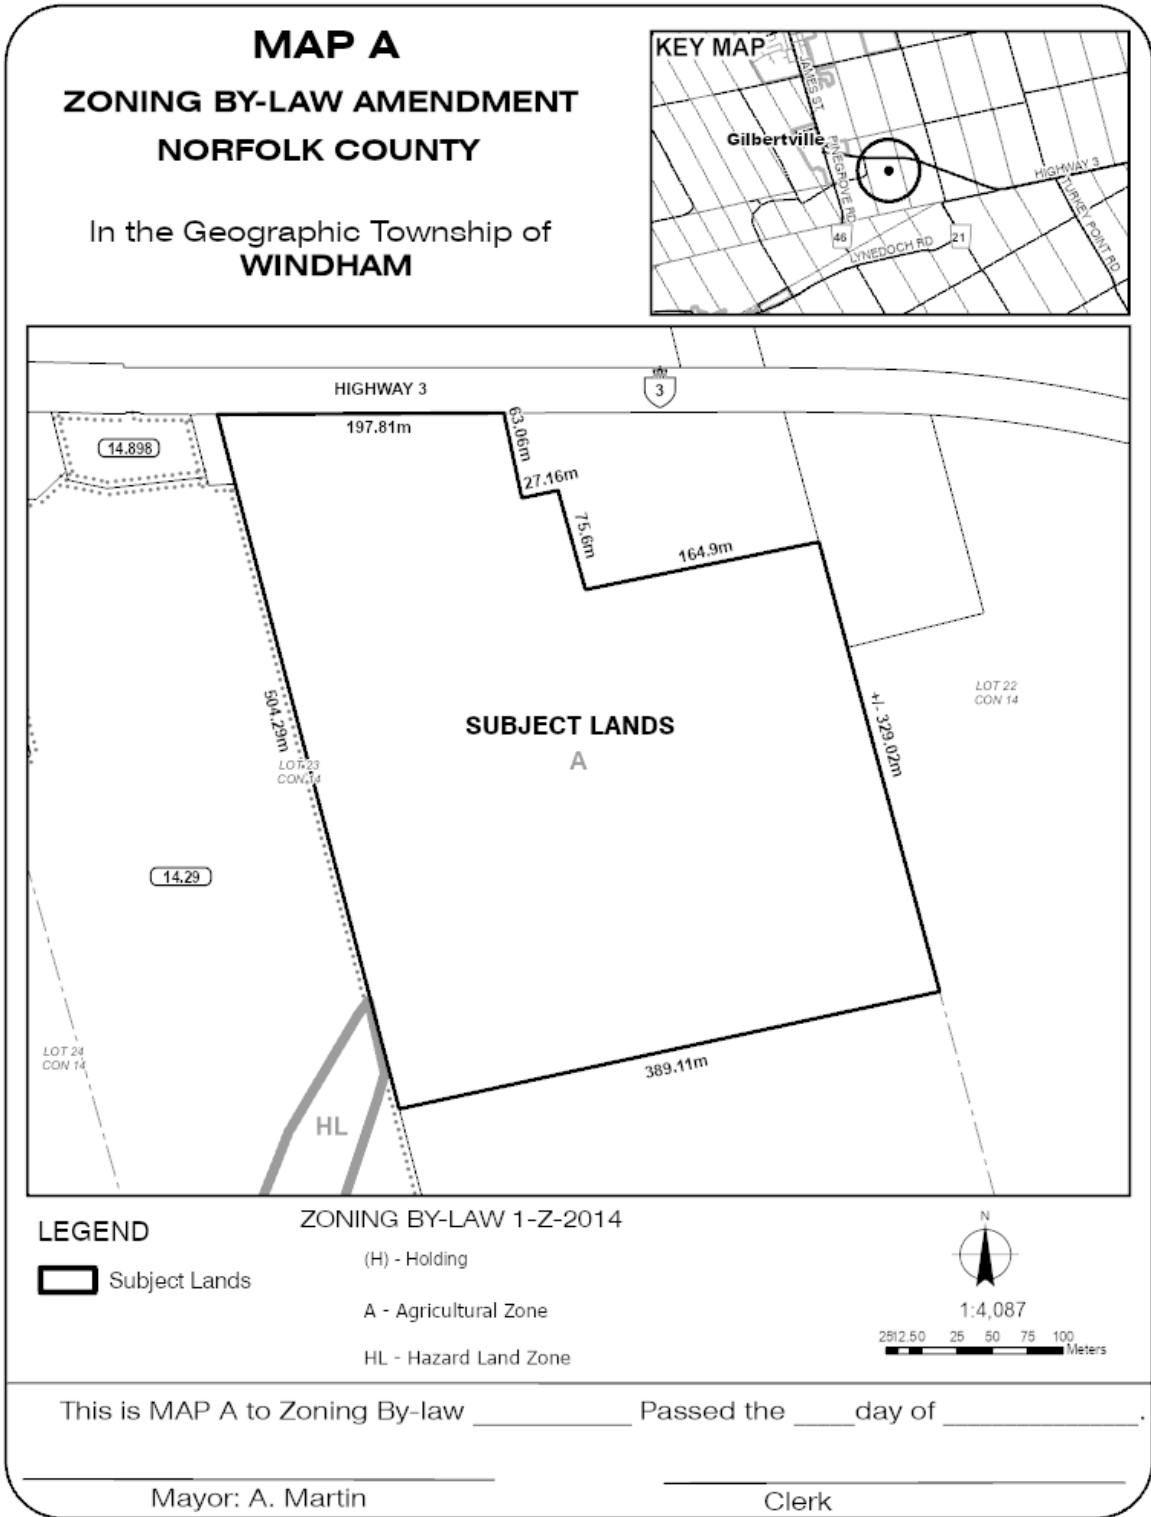 MAP A
ZONING BY-LAW AMENDMENT
NORFOLK COUNTY
In the Geographic Township of
WINDHAM
KEY MAP
JAMES ST
Gilbertville
PINEGROVE RD
HIGHWAY 3
TURKEY POINT RD
46
21
LYNEDOCH RD
HIGHWAY 3
3
197.81m
63.06m
14.898
27.16m
75.6m
164.9m
504.29m
LOT 23
CON 14
SUBJECT LANDS
A
+/- 329.02m
LOT 22
CON 14
14.29
LOT 24
CON 14
389.11m
HL
LEGEND
Subject Lands
ZONING BY-LAW 1-Z-2014
(H) - Holding
A - Agricultural Zone
HL - Hazard Land Zone
N
1:4,087
2512.50 25 50 75 100
Meters
This is MAP A to Zoning By-law ____________ Passed the _____day of _______________.
Mayor: A. Martin
Clerk